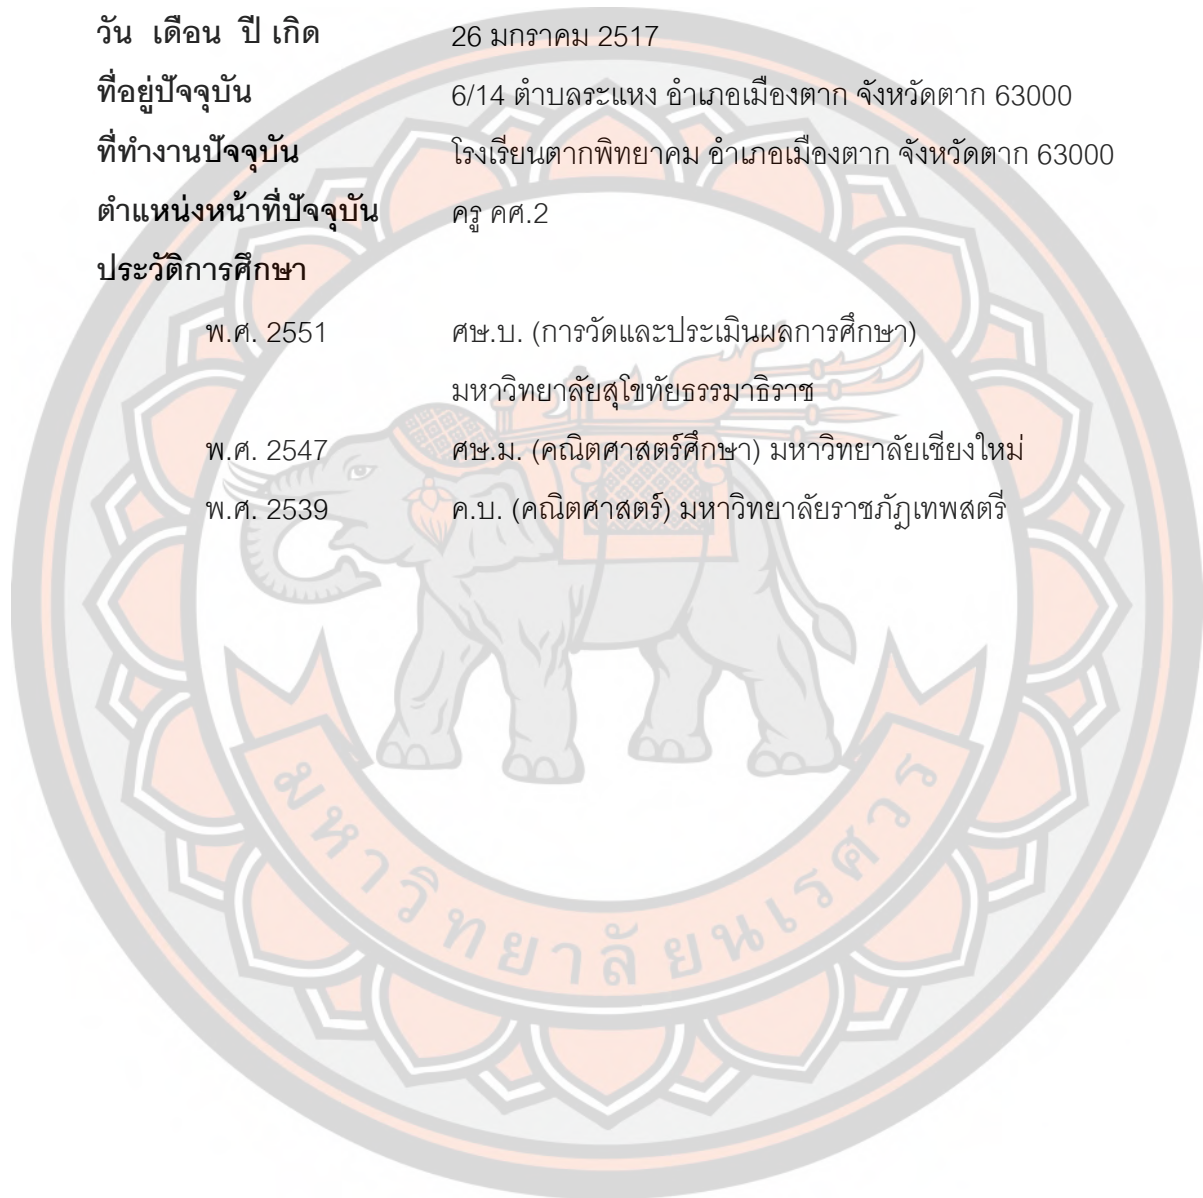 วัน เดือน ปี เกิด 26 มกราคม 2517
ที่อยู่ปัจจุบัน 6/14 ตำบลระแหง อำเภอเมืองตาก จังหวัดตาก 63000
ที่ทำงานปัจจุบัน โรงเรียนตากพิทยาคม อำเภอเมืองตาก จังหวัดตาก 63000
ตำแหน่งหน้าที่ปัจจุบัน ครู คศ.2
ประวัติการศึกษา
พ.ศ. 2551 ศษ.บ. (การวัดและประเมินผลการศึกษา)
มหาวิทยาลัยสุโขทัยธรรมาธิราช
พ.ศ. 2547 ศษ.ม. (คณิตศาสตร์ศึกษา) มหาวิทยาลัยเชียงใหม่
พ.ศ. 2539 ค.บ. (คณิตศาสตร์) มหาวิทยาลัยราชภัฏเทพสตรี
มหาวิทยาลัยนเรศวร